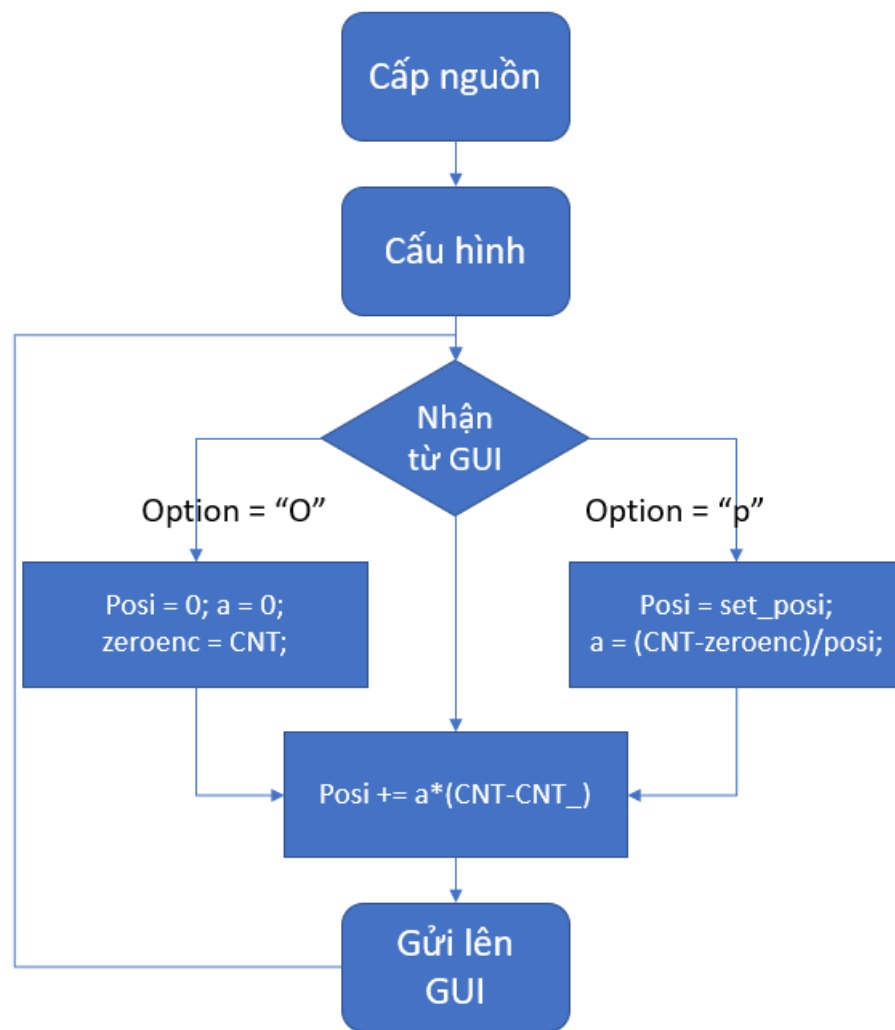 Cấp nguồn
Cấu hình
Nhận
từ GUI
Option = “O”
Option = “p”
Posi = 0; a = 0;
zeroenc = CNT;
Posi = set_posi;
a = (CNT-zeroenc)/posi;
Posi += a*(CNT-CNT_)
Gửi lên
GUI